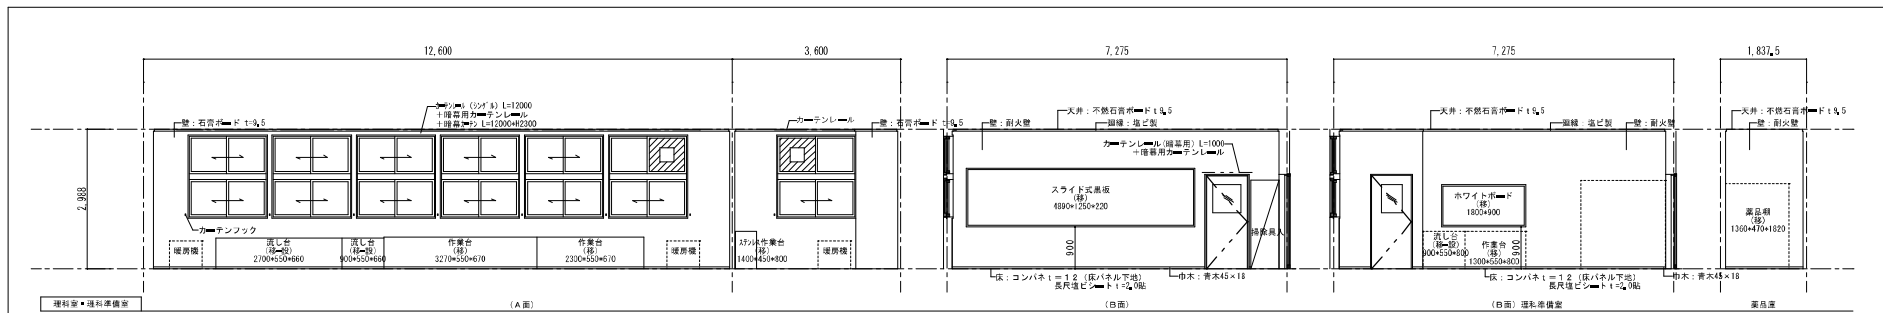 12,600
3,600
7,275
7,275
1,837.5
2,988
壁：石膏ボード t=9.5
カーテンレール (シングル) L=12000
＋暗幕用カーテンレール
＋暗幕カーテン L=12000*H2300
カーテンレール
壁：石膏ボード t=9.5
カーテンフック
暖房機
流し台
(移設)
2700*550*660
流し台
(移設)
900*550*660
作業台
(移)
3270*550*670
作業台
(移)
2300*550*670
暖房機
ステンレス作業台
(移)
1400*450*800
暖房機
天井：不燃石膏ボード t9.5
壁：耐火壁
廻縁：塩ビ製
カーテンレール(暗幕用) L=1000
＋暗幕用カーテンレール
スライド式黒板
(移)
4890*1250*220
900
掃除具入
床：コンパネｔ＝１２ (床パネル下地)
長尺塩ビシートｔ=2.0貼
巾木：青木45×18
天井：不燃石膏ボード t9.5
廻縁：塩ビ製
壁：耐火壁
ホワイトボード
(移)
1800*900
流し台
(移設)
900*550*800
作業台
(移)
1300*550*800
900
床：コンパネｔ＝１２ (床パネル下地)
長尺塩ビシートｔ=2.0貼
巾木：青木45×18
天井：不燃石膏ボード t9.5
壁：耐火壁
薬品棚
(移)
1360*470*1820
理科室・理科準備室
(Ａ面)
(Ｂ面)
(Ｂ面) 理科準備室
薬品庫